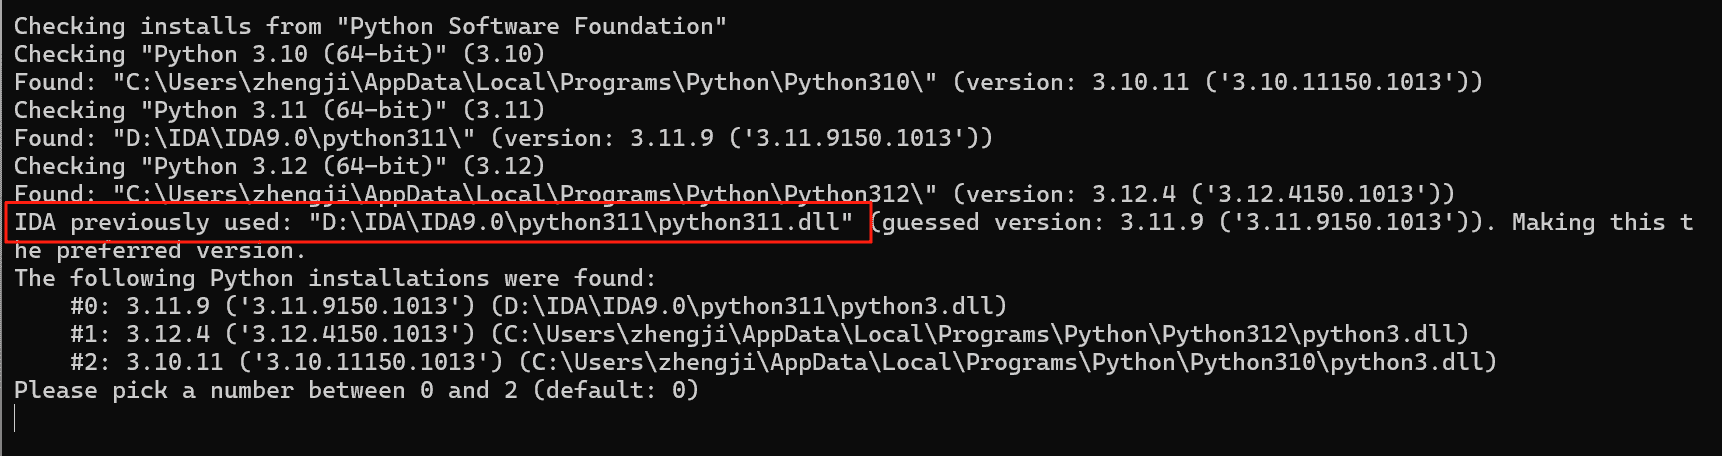 Checking installs from "Python Software Foundation"
Checking "Python 3.10 (64-bit)" (3.10)
Found: "C:\Users\zhengji\AppData\Local\Programs\Python\Python310\" (version: 3.10.11 ('3.10.11150.1013'))
Checking "Python 3.11 (64-bit)" (3.11)
Found: "D:\IDA\IDA9.0\python311\" (version: 3.11.9 ('3.11.9150.1013'))
Checking "Python 3.12 (64-bit)" (3.12)
Found: "C:\Users\zhengji\AppData\Local\Programs\Python\Python312\" (version: 3.12.4 ('3.12.4150.1013'))
IDA previously used: "D:\IDA\IDA9.0\python311\python311.dll" (guessed version: 3.11.9 ('3.11.9150.1013')). Making this t
he preferred version.
The following Python installations were found:
    #0: 3.11.9 ('3.11.9150.1013') (D:\IDA\IDA9.0\python311\python3.dll)
    #1: 3.12.4 ('3.12.4150.1013') (C:\Users\zhengji\AppData\Local\Programs\Python\Python312\python3.dll)
    #2: 3.10.11 ('3.10.11150.1013') (C:\Users\zhengji\AppData\Local\Programs\Python\Python310\python3.dll)
Please pick a number between 0 and 2 (default: 0)